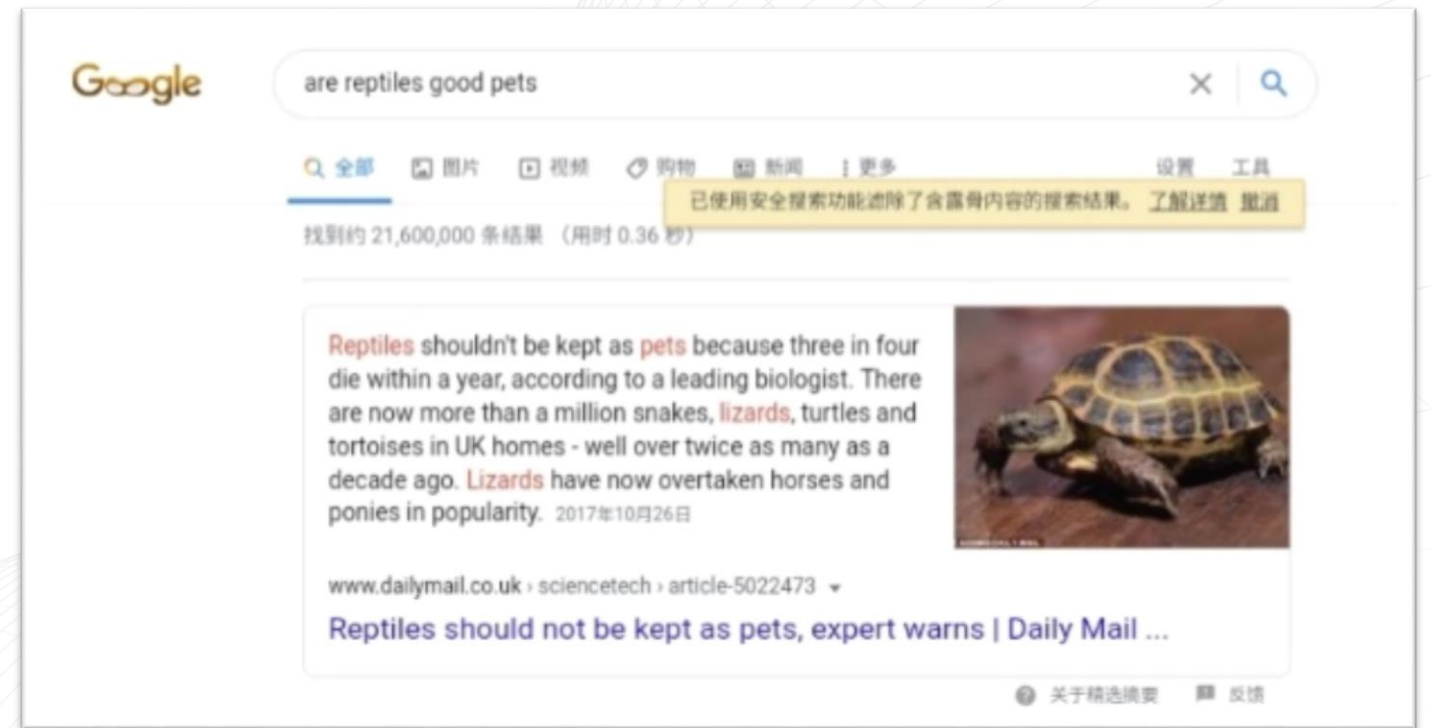 Google
are reptiles good pets
全部 图片 视频 购物 新闻 更多 设置 工具
已使用安全搜索功能滤除了含露骨内容的搜索结果。 了解详情 撤消
找到约 21,600,000 条结果 （用时 0.36 秒）
Reptiles shouldn't be kept as pets because three in four
die within a year, according to a leading biologist. There
are now more than a million snakes, lizards, turtles and
tortoises in UK homes - well over twice as many as a
decade ago. Lizards have now overtaken horses and
ponies in popularity. 2017年10月26日
www.dailymail.co.uk › sciencetech › article-5022473
Reptiles should not be kept as pets, expert warns | Daily Mail ...
关于精选摘要 反馈